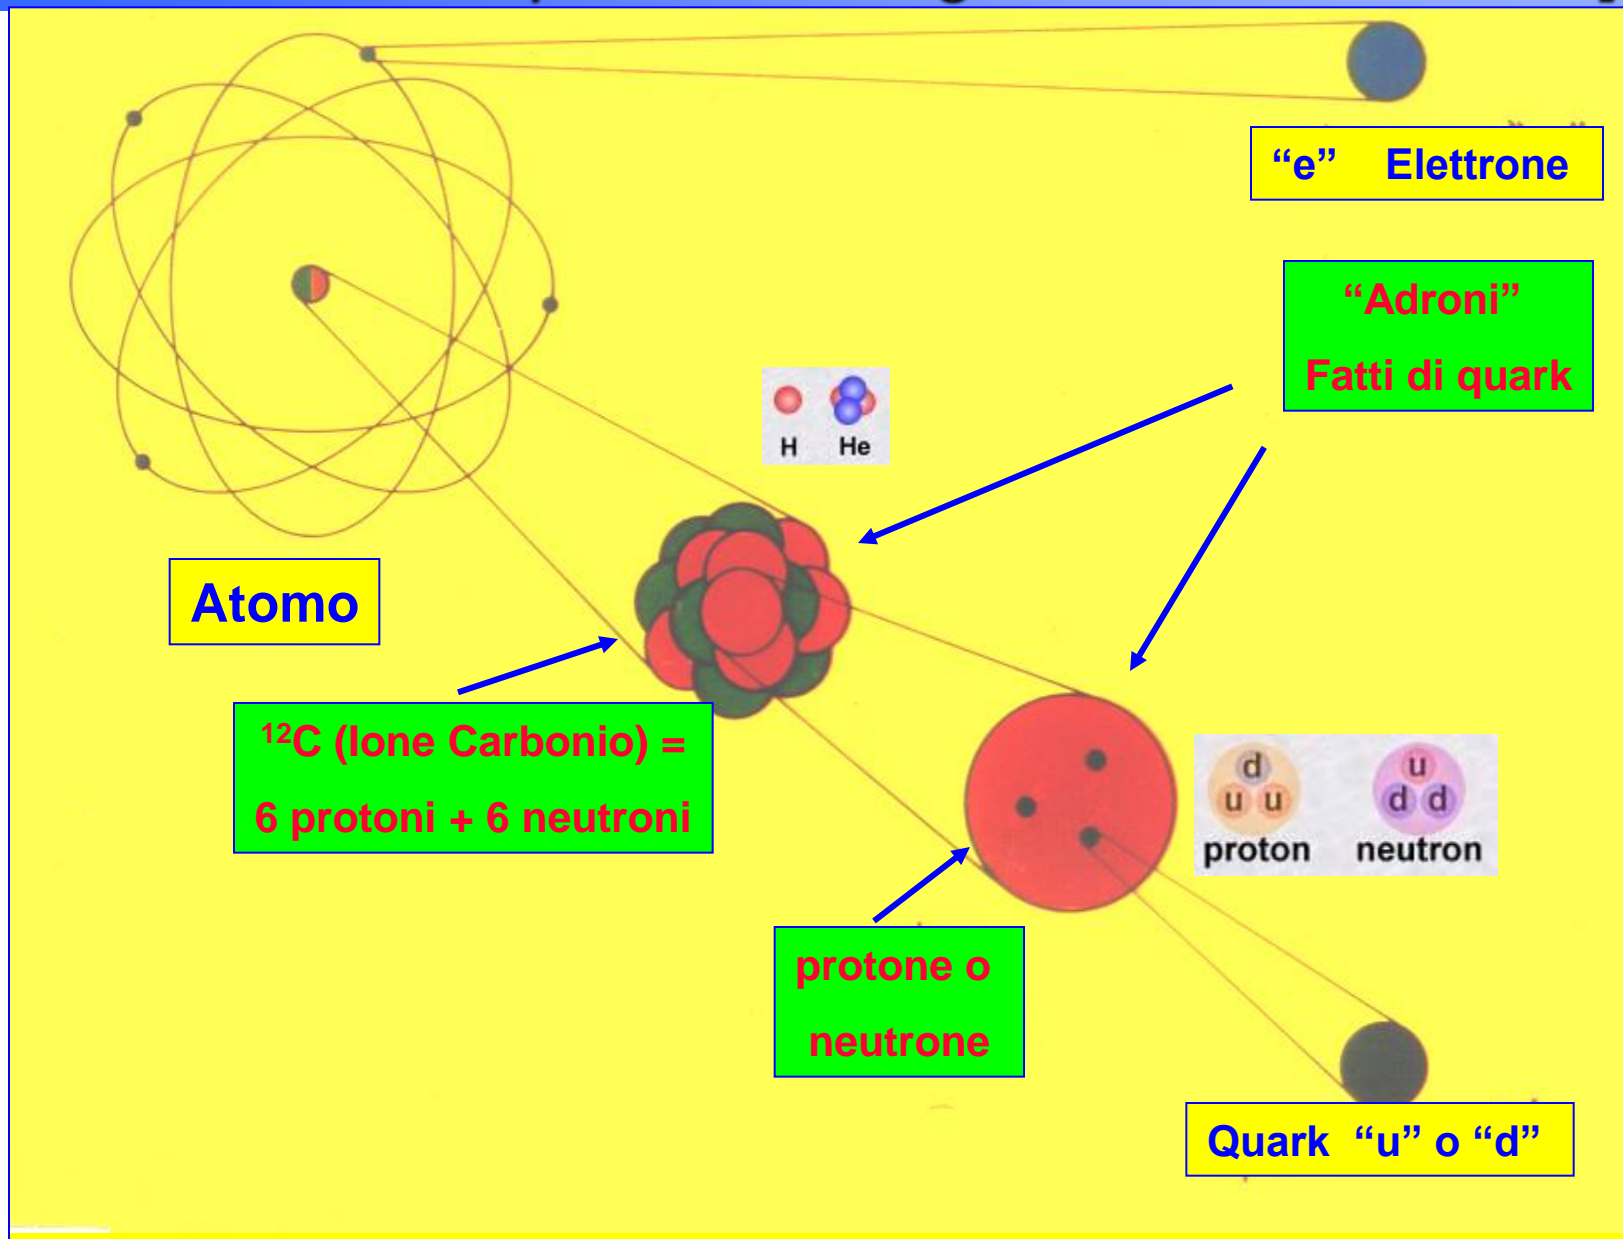 “e” Elettrone
“Adroni”
Fatti di quark
H He
Atomo
¹²C (Ione Carbonio) =
6 protoni + 6 neutroni
d
u u
proton
u
d d
neutron
protone o
neutrone
Quark “u” o “d”